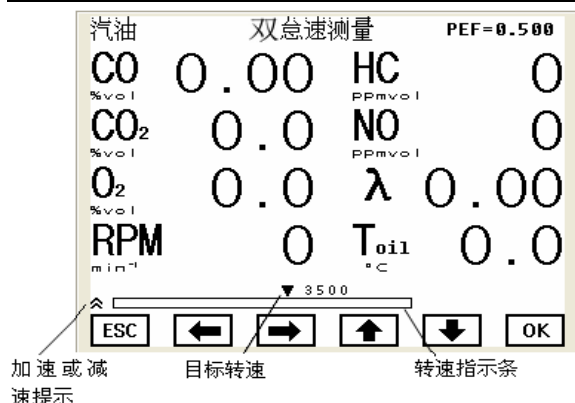 汽油 双怠速测量 PEF=0.500
CO 0.00 HC 0
%vol PPmvol
CO₂ 0.0 NO 0
%vol PPmvol
O₂ 0.0 λ 0.00
%vol
RPM 0 Toil 0.0
min⁻¹ °C
▼ 3500
ESC ← → ↑ ↓ OK
加速或减 目标转速 转速指示条
速提示